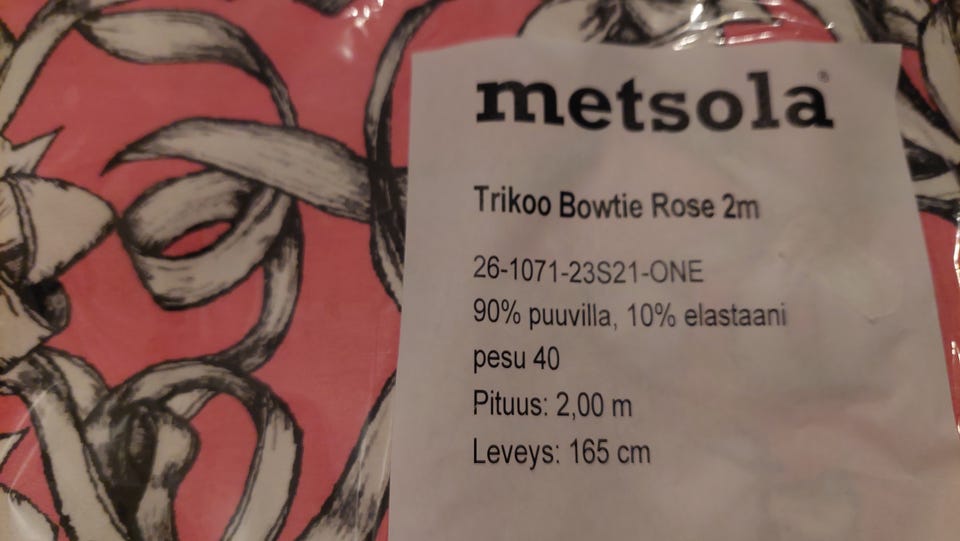 metsola®
Trikoo Bowtie Rose 2m
26-1071-23S21-ONE
90% puuvilla, 10% elastaani
pesu 40
Pituus: 2,00 m
Leveys: 165 cm